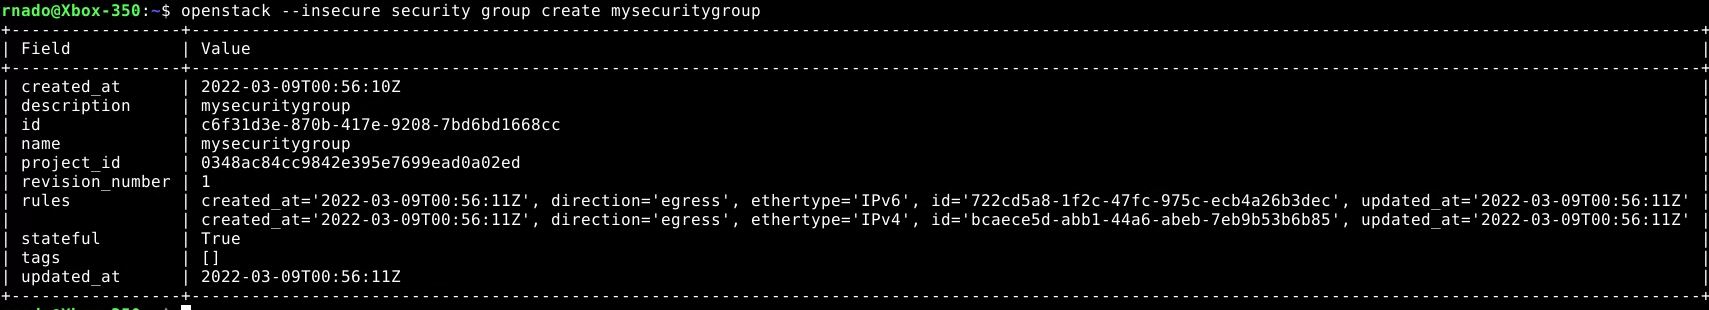 rnado@Xbox-350:~$ openstack --insecure security group create mysecuritygroup
| Field | Value |
| created_at | 2022-03-09T00:56:10Z |
| description | mysecuritygroup |
| id | c6f31d3e-870b-417e-9208-7bd6bd1668cc |
| name | mysecuritygroup |
| project_id | 0348ac84cc9842e395e7699ead0a02ed |
| revision_number | 1 |
| rules | created_at='2022-03-09T00:56:11Z', direction='egress', ethertype='IPv6', id='722cd5a8-1f2c-47fc-975c-ecb4a26b3dec', updated_at='2022-03-09T00:56:11Z' |
| | created_at='2022-03-09T00:56:11Z', direction='egress', ethertype='IPv4', id='bcaece5d-abb1-44a6-abeb-7eb9b53b6b85', updated_at='2022-03-09T00:56:11Z' |
| stateful | True |
| tags | [] |
| updated_at | 2022-03-09T00:56:11Z |